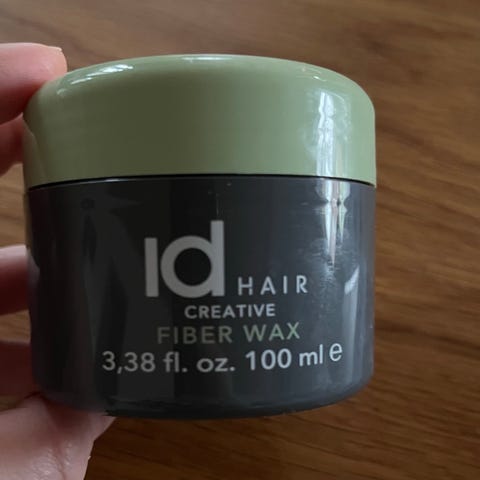 Id HAIR
CREATIVE
FIBER WAX
3,38 fl. oz. 100 ml e